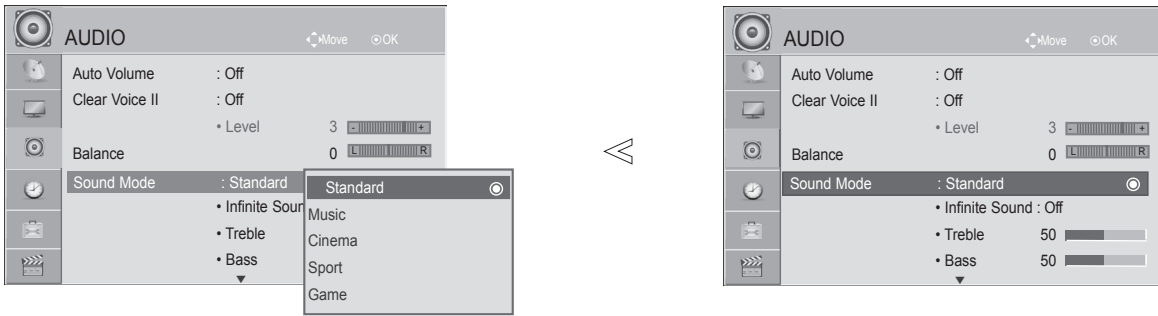 AUDIO Move OK
Auto Volume : Off
Clear Voice II : Off
• Level 3 - +
Balance 0 L R
Sound Mode : Standard
• Infinite Soun
• Treble
• Bass
Standard
Music
Cinema
Sport
Game
AUDIO Move OK
Auto Volume : Off
Clear Voice II : Off
• Level 3 - +
Balance 0 L R
Sound Mode : Standard
• Infinite Sound : Off
• Treble 50
• Bass 50